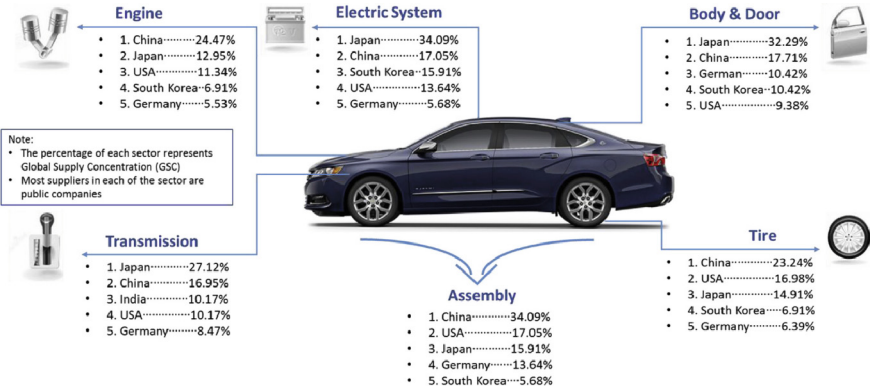 Engine
• 1. China···········24.47%
• 2. Japan···········12.95%
• 3. USA··············11.34%
• 4. South Korea··6.91%
• 5. Germany······5.53%
Electric System
• 1. Japan···········34.09%
• 2. China···········17.05%
• 3. South Korea··15.91%
• 4. USA·············13.64%
• 5. Germany·······5.68%
Body & Door
• 1. Japan···········32.29%
• 2. China···········17.71%
• 3. German········10.42%
• 4. South Korea··10.42%
• 5. USA···············9.38%
Note:
• The percentage of each sector represents
Global Supply Concentration (GSC)
• Most suppliers in each of the sector are
public companies
Transmission
• 1. Japan···········27.12%
• 2. China···········16.95%
• 3. India············10.17%
• 4. USA·············10.17%
• 5. Germany········8.47%
Assembly
• 1. China···········34.09%
• 2. USA·············17.05%
• 3. Japan···········15.91%
• 4. Germany······13.64%
• 5. South Korea···5.68%
Tire
• 1. China···········23.24%
• 2. USA·············16.98%
• 3. Japan···········14.91%
• 4. South Korea····6.91%
• 5. Germany········6.39%